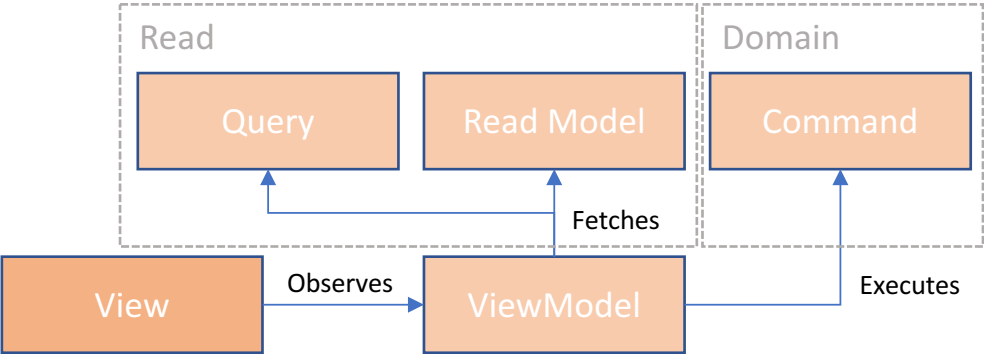 Read
Domain
Query
Read Model
Command
Fetches
View
Observes
ViewModel
Executes